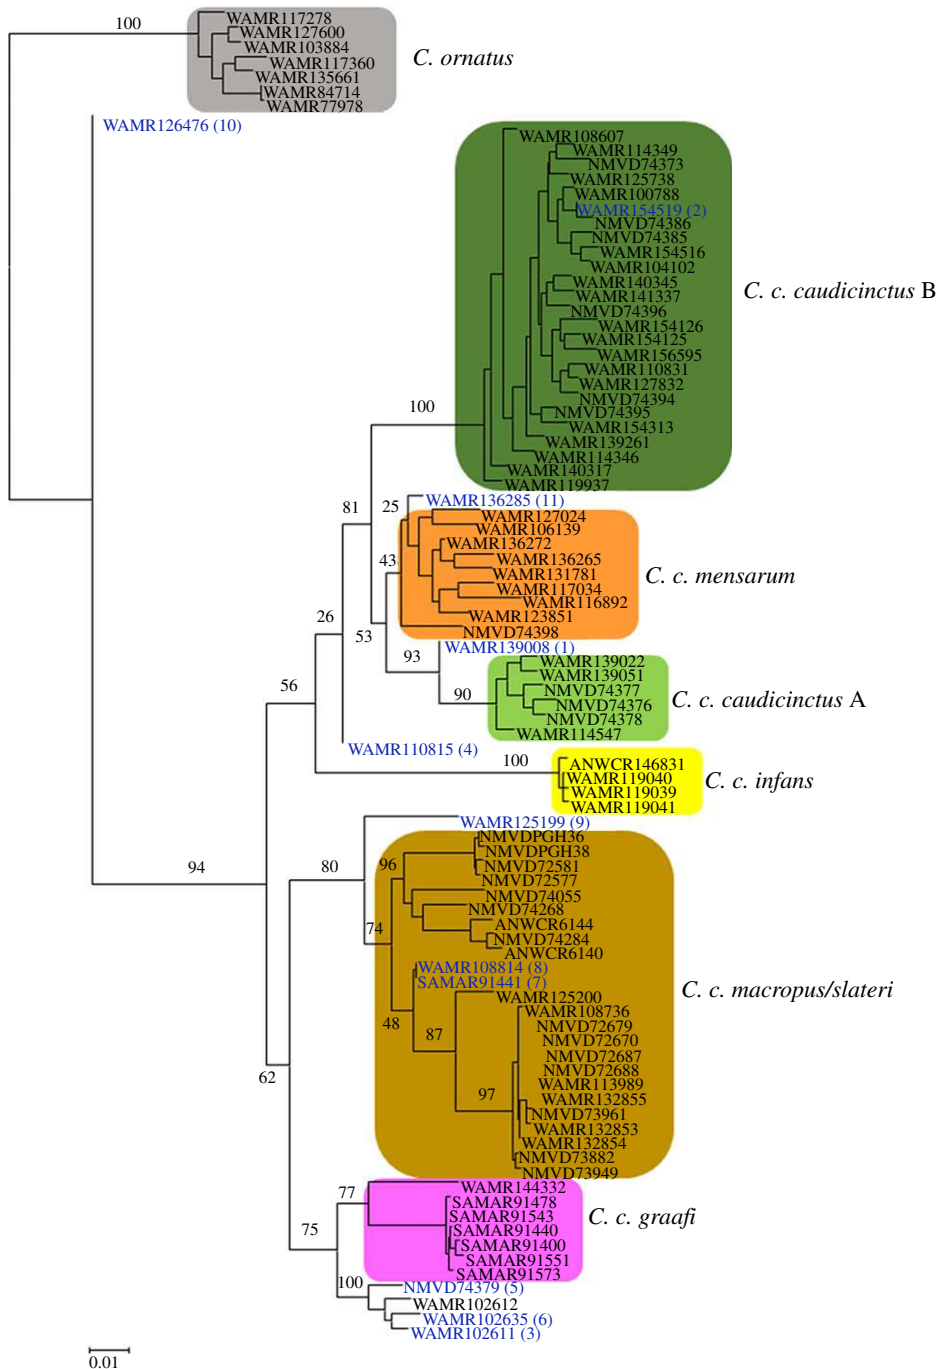 100
WAMR117278
WAMR127600
WAMR103884
WAMR117360
WAMR135661
WAMR84714
WAMR77978
C. ornatus
WAMR126476 (10)
WAMR108607
WAMR114349
NMVD74373
WAMR125738
WAMR100788
WAMR154519 (2)
NMVD74386
NMVD74385
WAMR154516
WAMR104102
WAMR140345
WAMR141337
NMVD74396
WAMR154126
WAMR154125
WAMR156595
WAMR110831
WAMR127832
NMVD74394
NMVD74395
WAMR154313
WAMR139261
WAMR114346
WAMR140317
WAMR119937
C. c. caudicinctus B
100
81
25
WAMR136285 (11)
WAMR127024
WAMR106139
WAMR136272
WAMR136265
WAMR131781
WAMR117034
WAMR116892
WAMR123851
NMVD74398
C. c. mensarum
43
26
53
WAMR139008 (1)
93
WAMR139022
WAMR139051
NMVD74377
NMVD74376
NMVD74378
WAMR114547
C. c. caudicinctus A
90
56
WAMR110815 (4)
100
ANWCR146831
WAMR119040
WAMR119039
WAMR119041
C. c. infans
WAMR125199 (9)
94
80
96
NMVDPGH36
NMVDPGH38
NMVD72581
NMVD72577
NMVD74055
NMVD74268
ANWCR6144
NMVD74284
ANWCR6140
74
WAMR108814 (8)
SAMAR91441 (7)
WAMR125200
WAMR108736
NMVD72679
NMVD72670
NMVD72687
NMVD72688
WAMR113989
WAMR132855
NMVD73961
WAMR132853
WAMR132854
NMVD73882
NMVD73949
C. c. macropus/slateri
48
87
97
62
77
WAMR144332
SAMAR91478
SAMAR91543
SAMAR91440
SAMAR91400
SAMAR91551
SAMAR91573
C. c. graafi
75
100
NMVD74379 (5)
WAMR102612
WAMR102635 (6)
WAMR102611 (3)
0.01